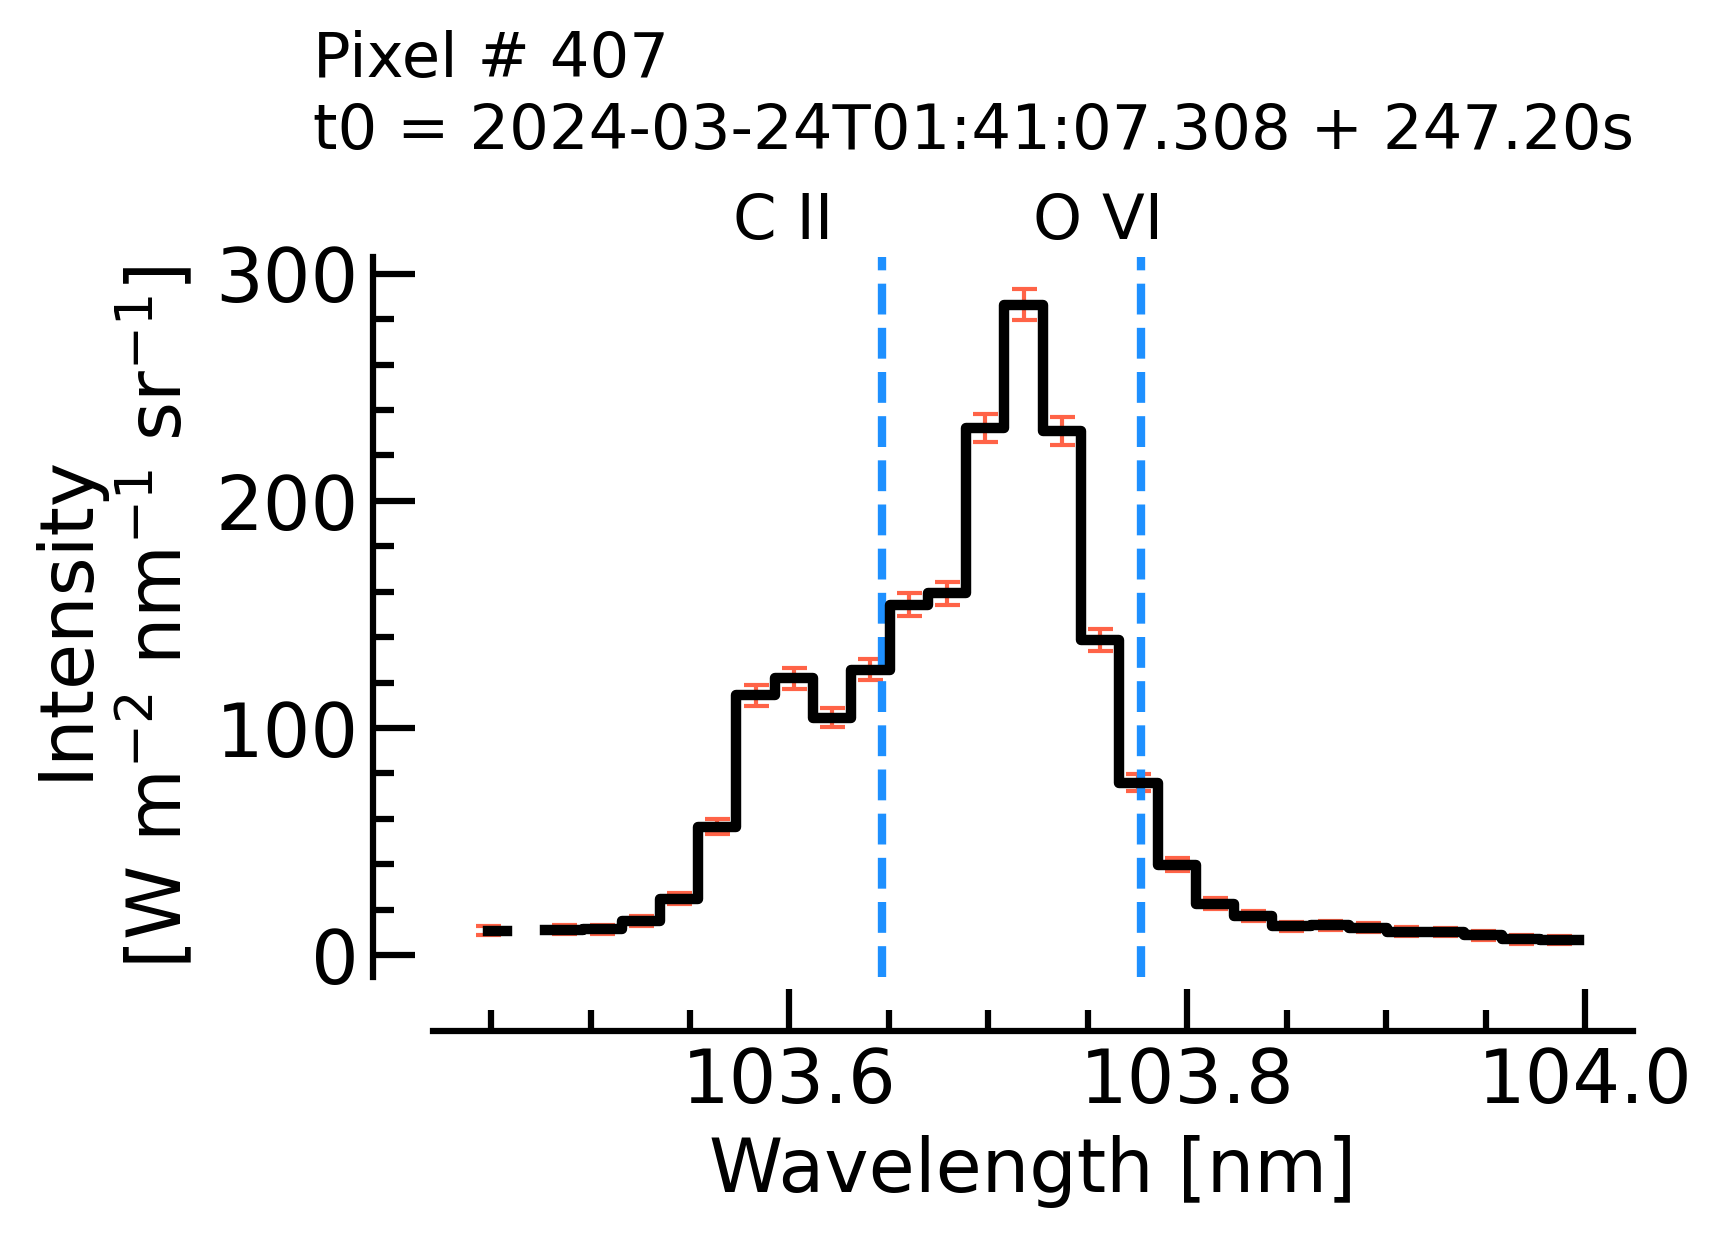 Pixel # 407
t0 = 2024-03-24T01:41:07.308 + 247.20s
C II O VI
Intensity
[W m⁻² nm⁻¹ sr⁻¹]
300
200
100
0
103.6 103.8 104.0
Wavelength [nm]